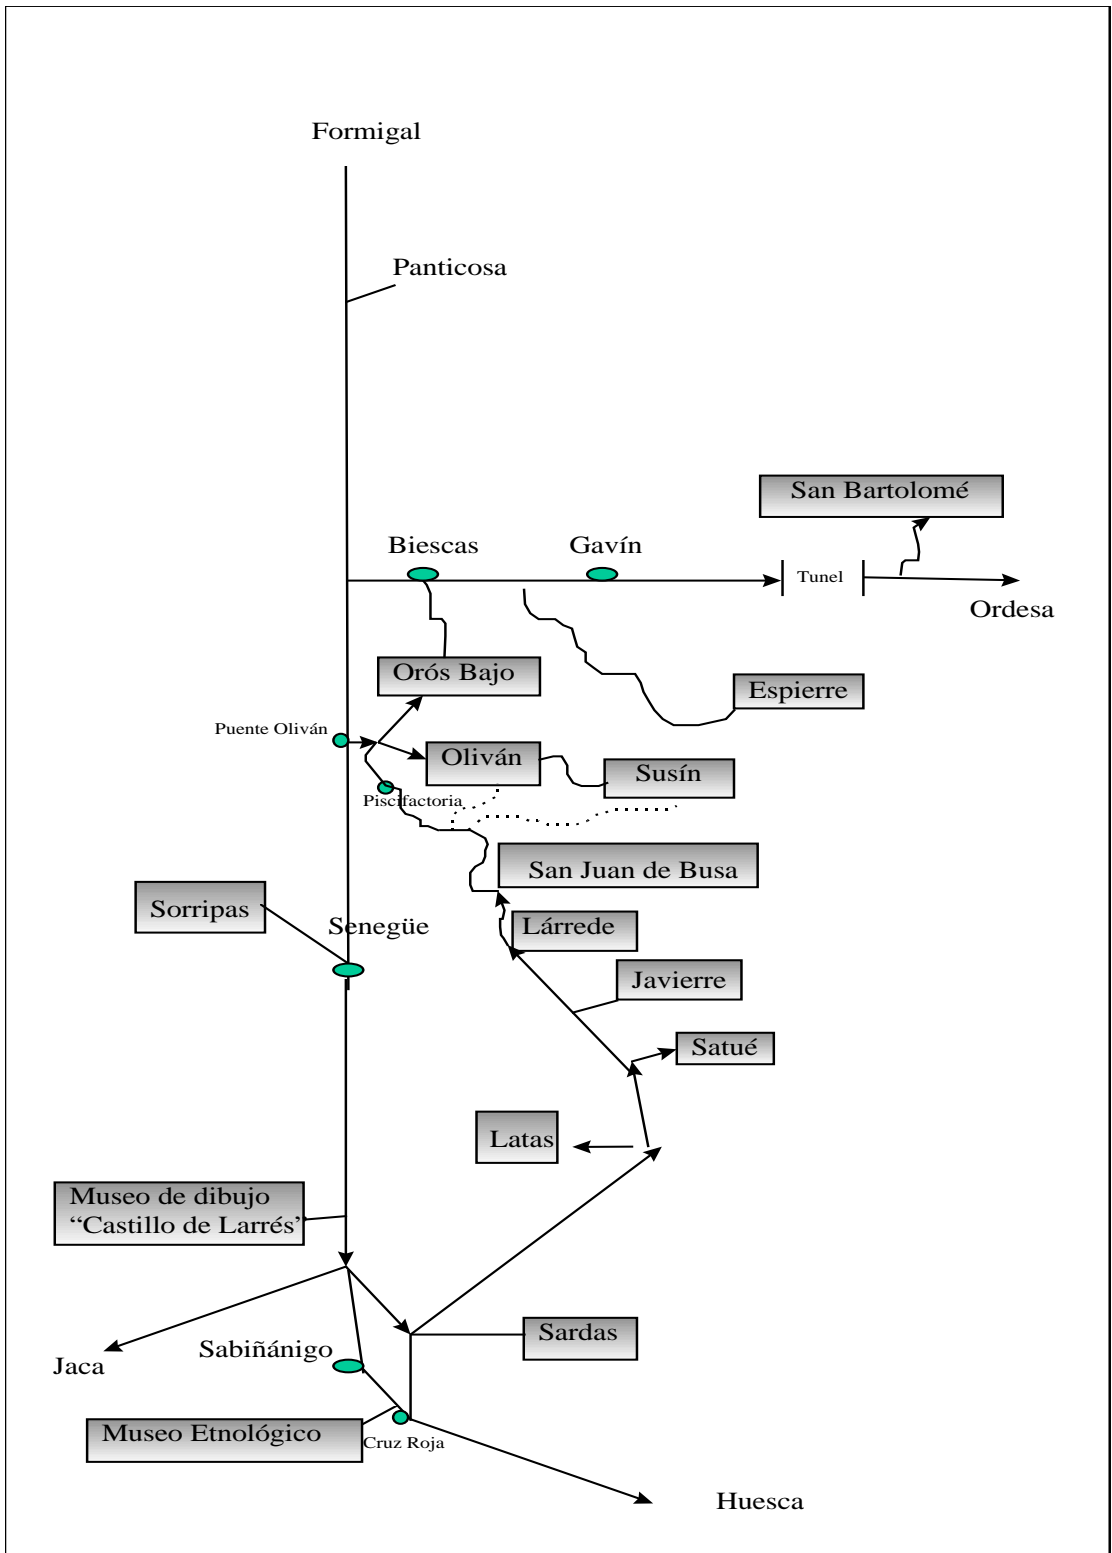 Formigal
Panticosa
San Bartolomé
Biescas
Gavín
Tunel
Ordesa
Orós Bajo
Espierre
Puente Oliván
Oliván
Susín
Piscifactoria
San Juan de Busa
Sorripas
Senegüe
Lárrede
Javierre
Satué
Latas
Museo de dibujo
“Castillo de Larrés”
Sardas
Sabiñánigo
Jaca
Museo Etnológico
Cruz Roja
Huesca